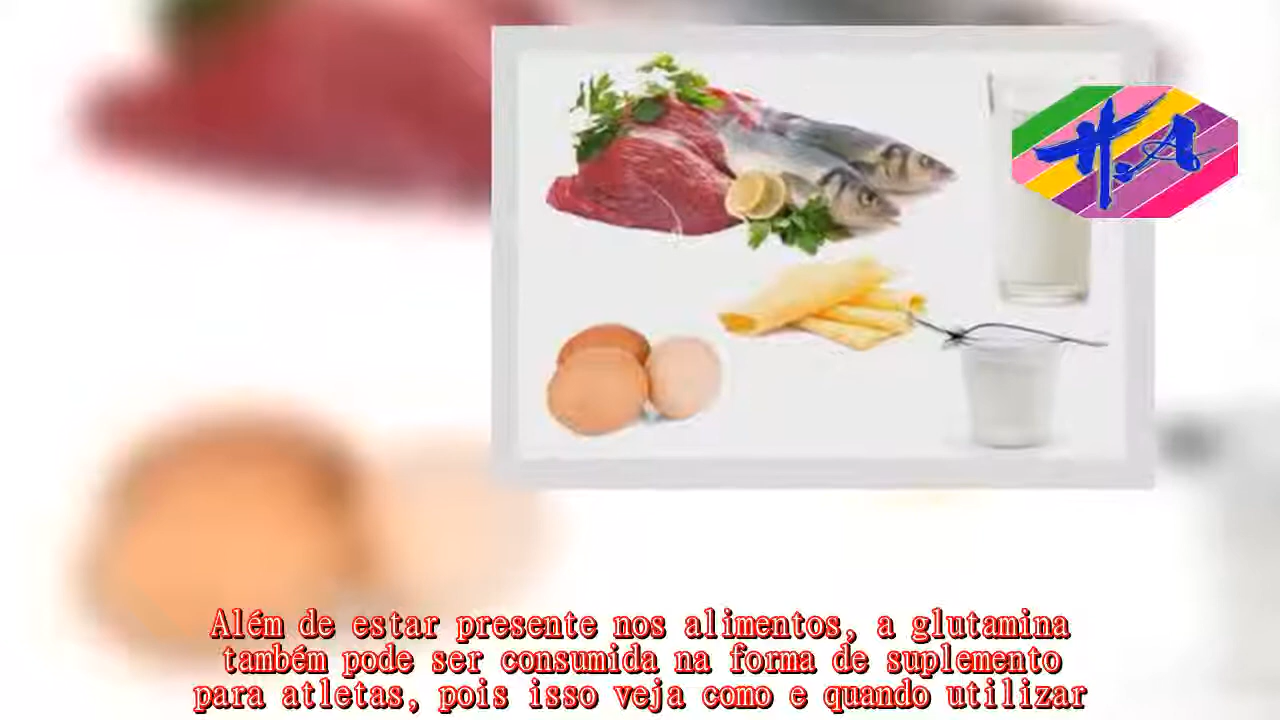 H.A
Além de estar presente nos alimentos, a glutamina
também pode ser consumida na forma de suplemento
para atletas, pois isso veja como e quando utilizar